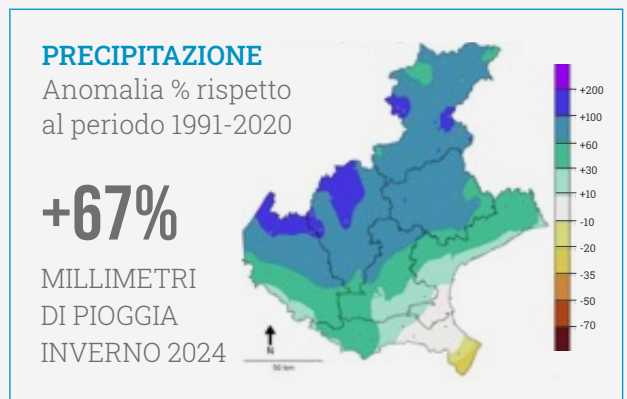 PRECIPITAZIONE
Anomalia % rispetto
al periodo 1991-2020
+67%
MILLIMETRI
DI PIOGGIA
INVERNO 2024
N
50 km
+200
+100
+60
+30
+10
-10
-20
-35
-50
-70